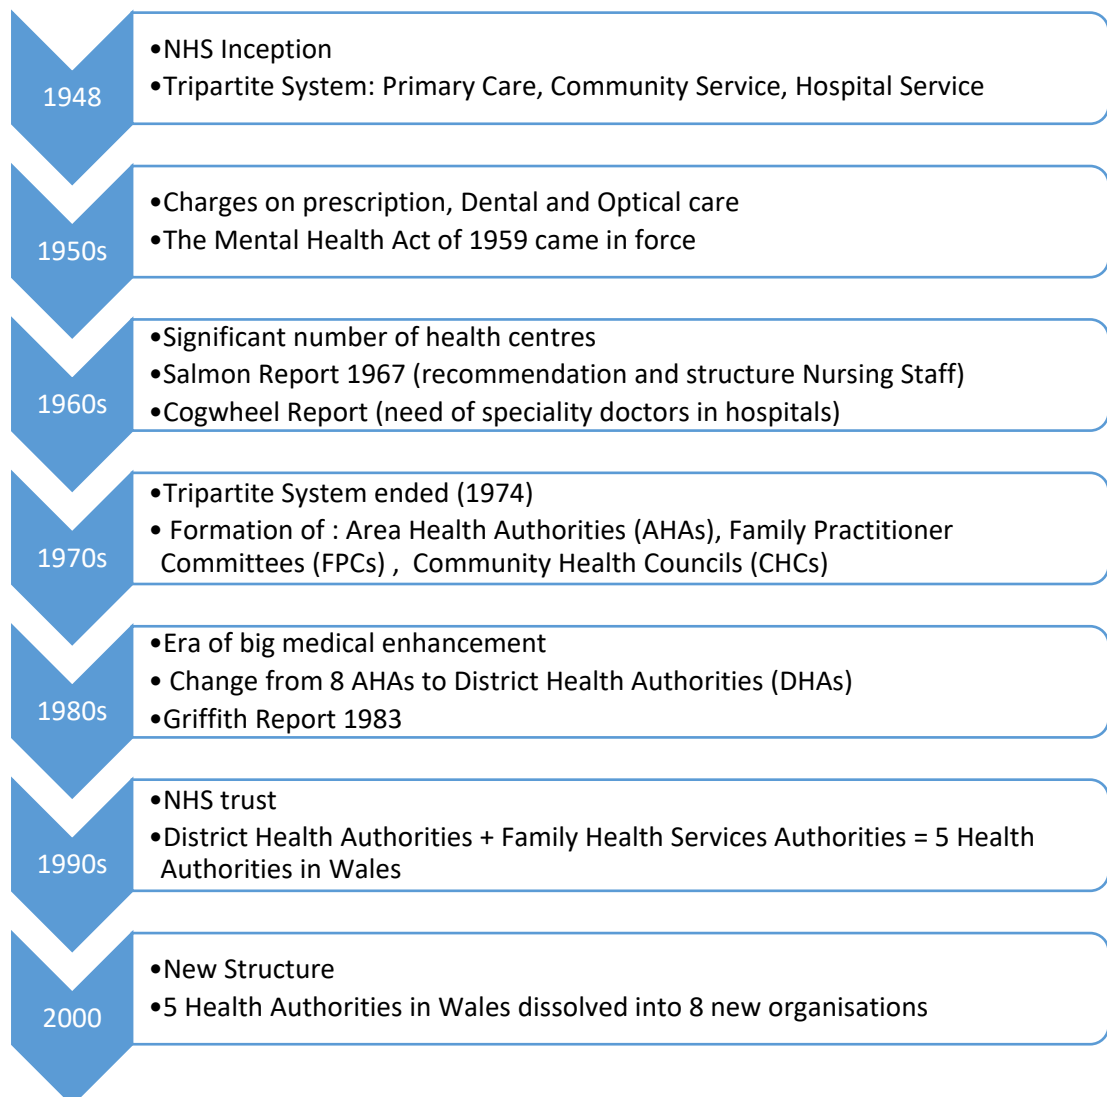 1948
•NHS Inception
•Tripartite System: Primary Care, Community Service, Hospital Service
1950s
•Charges on prescription, Dental and Optical care
•The Mental Health Act of 1959 came in force
1960s
•Significant number of health centres
•Salmon Report 1967 (recommendation and structure Nursing Staff)
•Cogwheel Report (need of speciality doctors in hospitals)
1970s
•Tripartite System ended (1974)
• Formation of : Area Health Authorities (AHAs), Family Practitioner
Committees (FPCs) , Community Health Councils (CHCs)
1980s
•Era of big medical enhancement
• Change from 8 AHAs to District Health Authorities (DHAs)
•Griffith Report 1983
1990s
•NHS trust
•District Health Authorities + Family Health Services Authorities = 5 Health
Authorities in Wales
2000
•New Structure
•5 Health Authorities in Wales dissolved into 8 new organisations